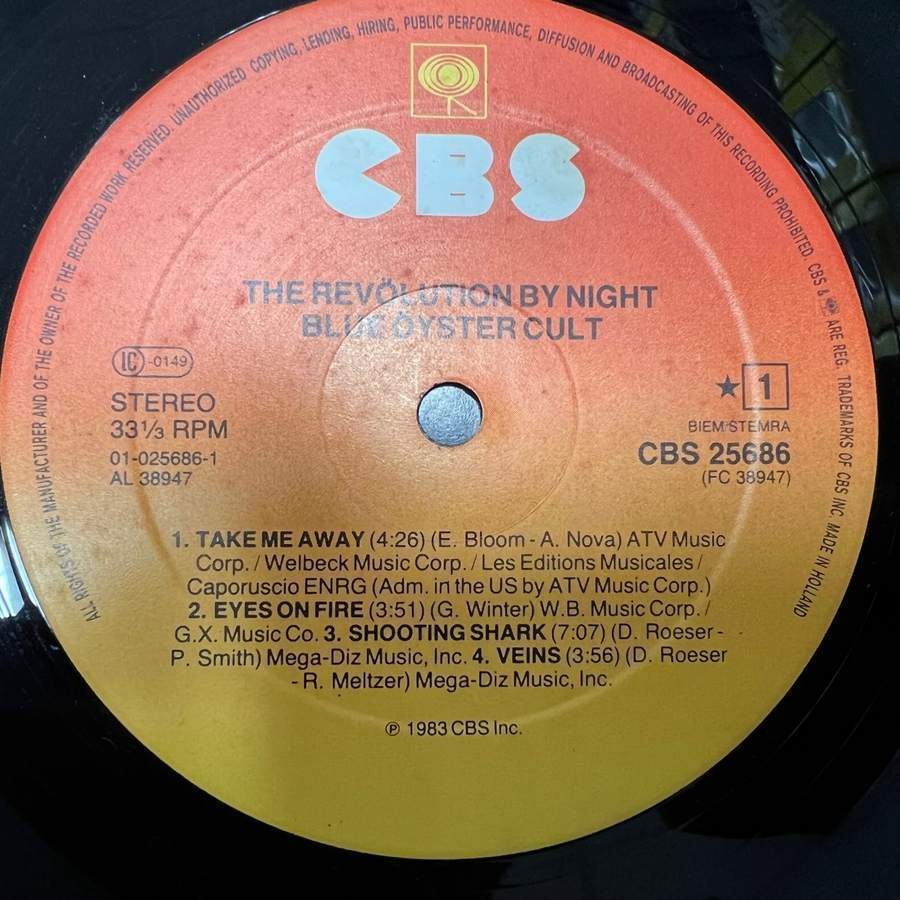 ALL RIGHTS OF THE MANUFACTURER AND OF THE OWNER OF THE RECORDED WORK RESERVED. UNAUTHORIZED COPYING, LENDING, HIRING, PUBLIC PERFORMANCE, DIFFUSION AND BROADCASTING OF THIS RECORDING PROHIBITED. CBS & ARE REG. TRADEMARKS OF CBS INC. MADE IN HOLLAND
CBS
THE REVÖLUTION BY NIGHT
BLUE ÖYSTER CULT
IC -0149
STEREO
33⅓ RPM
01-025686-1
AL 38947
★ 1
BIEM/STEMRA
CBS 25686
(FC 38947)
1. TAKE ME AWAY (4:26) (E. Bloom - A. Nova) ATV Music
Corp. / Welbeck Music Corp. / Les Editions Musicales /
Caporuscio ENRG (Adm. in the US by ATV Music Corp.)
2. EYES ON FIRE (3:51) (G. Winter) W.B. Music Corp. /
G.X. Music Co. 3. SHOOTING SHARK (7:07) (D. Roeser -
P. Smith) Mega-Diz Music, Inc. 4. VEINS (3:56) (D. Roeser
- R. Meltzer) Mega-Diz Music, Inc.
℗ 1983 CBS Inc.